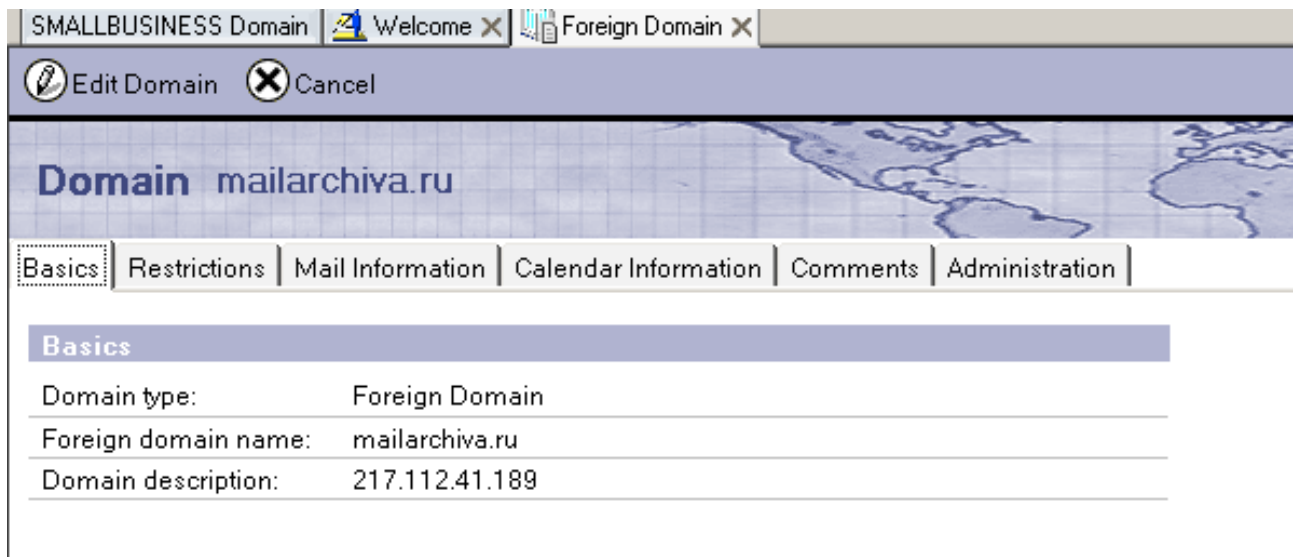 SMALLBUSINESS Domain Welcome Foreign Domain
Edit Domain Cancel
Domain mailarchiva.ru
Basics Restrictions Mail Information Calendar Information Comments Administration
Basics
Domain type: Foreign Domain
Foreign domain name: mailarchiva.ru
Domain description: 217.112.41.189